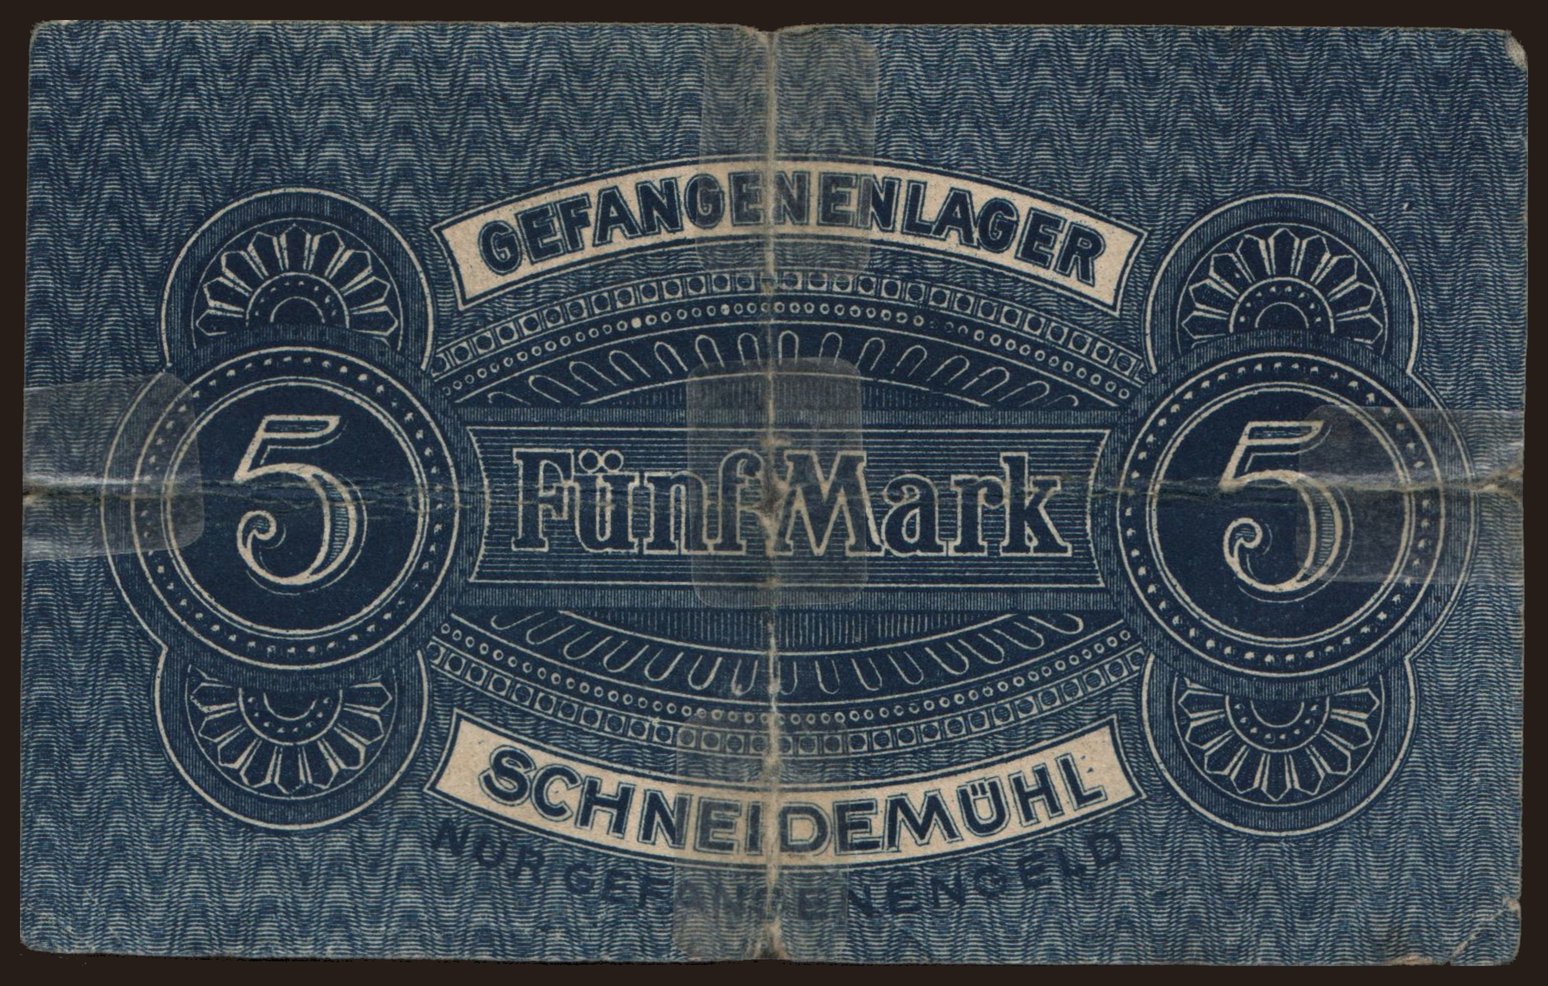 GEFANGENENLAGER
5 Fünf Mark 5
SCHNEIDEMÜHL
NUR GEFANGENENGELD